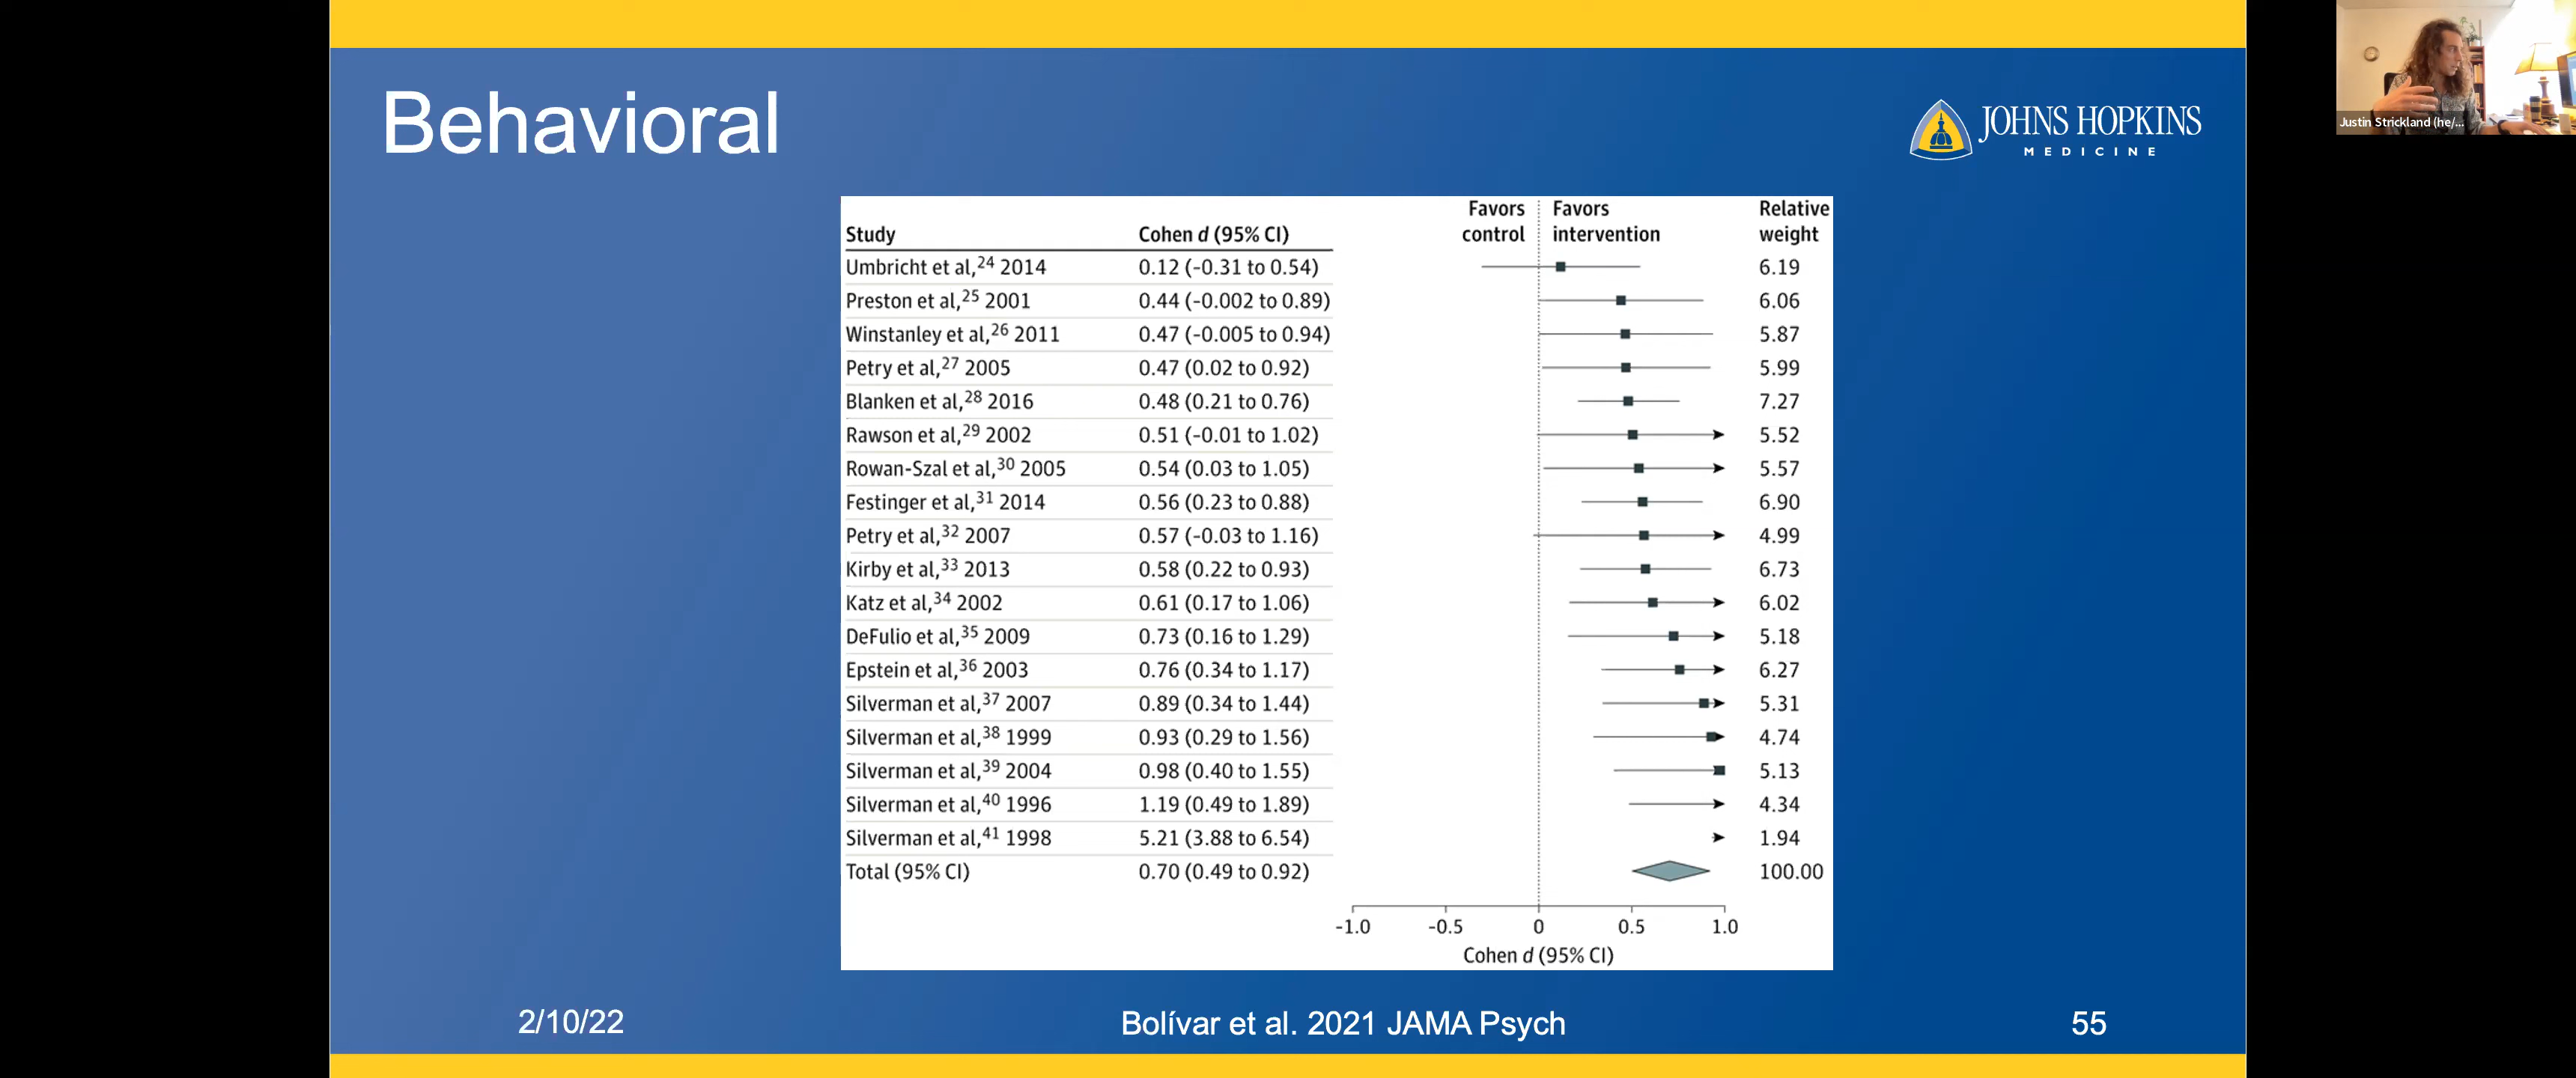 Behavioral
JOHNS HOPKINS
MEDICINE
Justin Strickland (he/...
Favors Favors Relative
Study Cohen d (95% CI) control intervention weight
Umbricht et al,24 2014 0.12 (-0.31 to 0.54) 6.19
Preston et al,25 2001 0.44 (-0.002 to 0.89) 6.06
Winstanley et al,26 2011 0.47 (-0.005 to 0.94) 5.87
Petry et al,27 2005 0.47 (0.02 to 0.92) 5.99
Blanken et al,28 2016 0.48 (0.21 to 0.76) 7.27
Rawson et al,29 2002 0.51 (-0.01 to 1.02) 5.52
Rowan-Szal et al,30 2005 0.54 (0.03 to 1.05) 5.57
Festinger et al,31 2014 0.56 (0.23 to 0.88) 6.90
Petry et al,32 2007 0.57 (-0.03 to 1.16) 4.99
Kirby et al,33 2013 0.58 (0.22 to 0.93) 6.73
Katz et al,34 2002 0.61 (0.17 to 1.06) 6.02
DeFulio et al,35 2009 0.73 (0.16 to 1.29) 5.18
Epstein et al,36 2003 0.76 (0.34 to 1.17) 6.27
Silverman et al,37 2007 0.89 (0.34 to 1.44) 5.31
Silverman et al,38 1999 0.93 (0.29 to 1.56) 4.74
Silverman et al,39 2004 0.98 (0.40 to 1.55) 5.13
Silverman et al,40 1996 1.19 (0.49 to 1.89) 4.34
Silverman et al,41 1998 5.21 (3.88 to 6.54) 1.94
Total (95% CI) 0.70 (0.49 to 0.92) 100.00
-1.0 -0.5 0 0.5 1.0
Cohen d (95% CI)
2/10/22 Bolívar et al. 2021 JAMA Psych 55